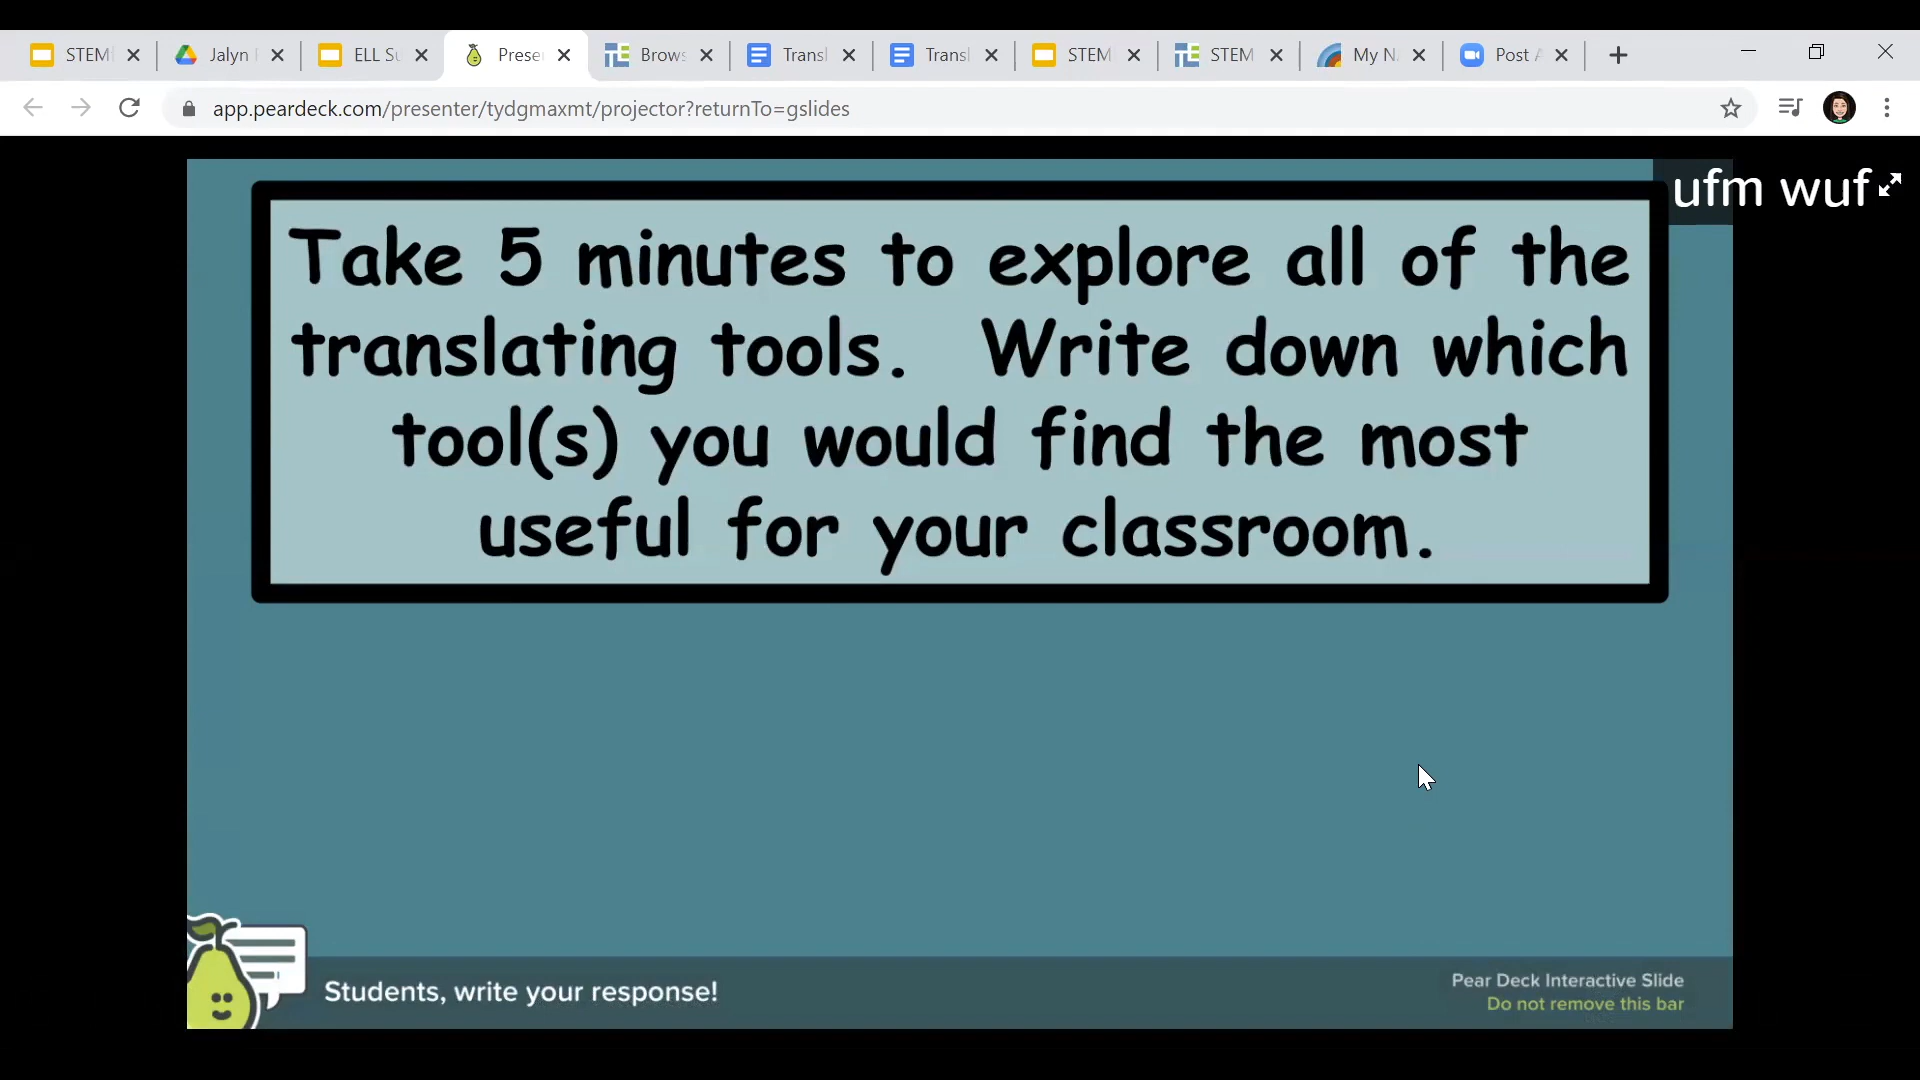 STEM
Jalyn
ELL Su
Prese
Brows
Transl
Transl
STEM
STEM
My N
Post A
app.peardeck.com/presenter/tydgmaxmt/projector?returnTo=gslides
ufm wuf
Take 5 minutes to explore all of the
translating tools. Write down which
tool(s) you would find the most
useful for your classroom.
Students, write your response!
Pear Deck Interactive Slide
Do not remove this bar